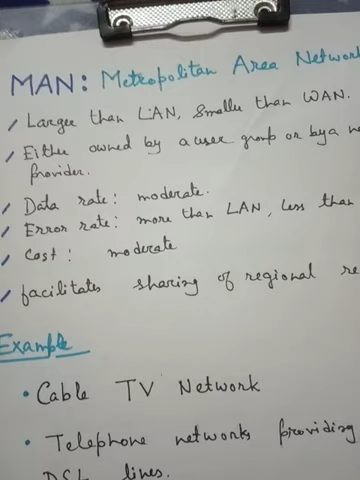 MAN: Metropolitan Area Network
Larger than LAN, Smaller than WAN.
Either owned by a user group or by a
provider.
Data rate: moderate.
Error rate: more than LAN, less than
Cost: moderate
facilitates sharing of regional
Example
• Cable TV Network
• Telephone networks providing
DSL lines.